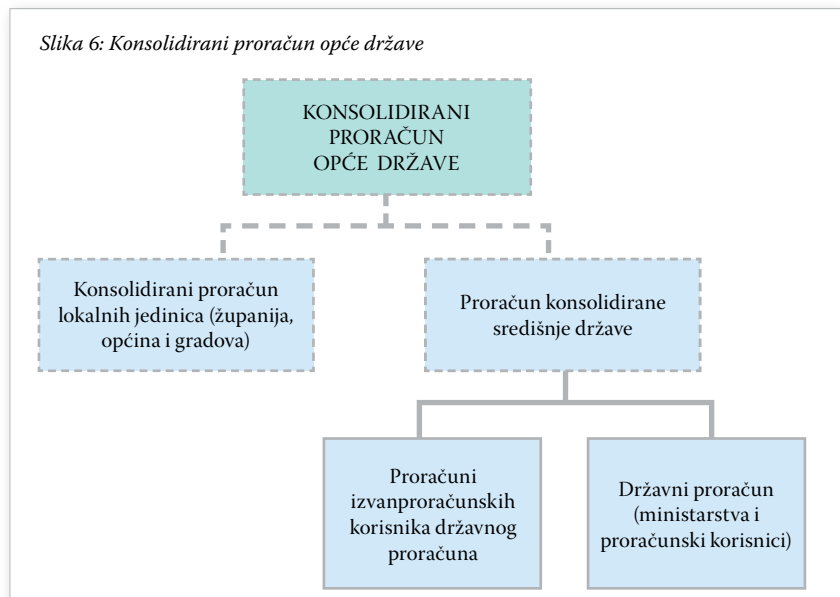 Slika 6: Konsolidirani proračun opće države
KONSOLIDIRANI
PRORAČUN
OPĆE DRŽAVE
Konsolidirani proračun
lokalnih jedinica (županija,
općina i gradova)
Proračun konsolidirane
središnje države
Proračuni
izvanproračunskih
korisnika državnog
proračuna
Državni proračun
(ministarstva i
proračunski korisnici)